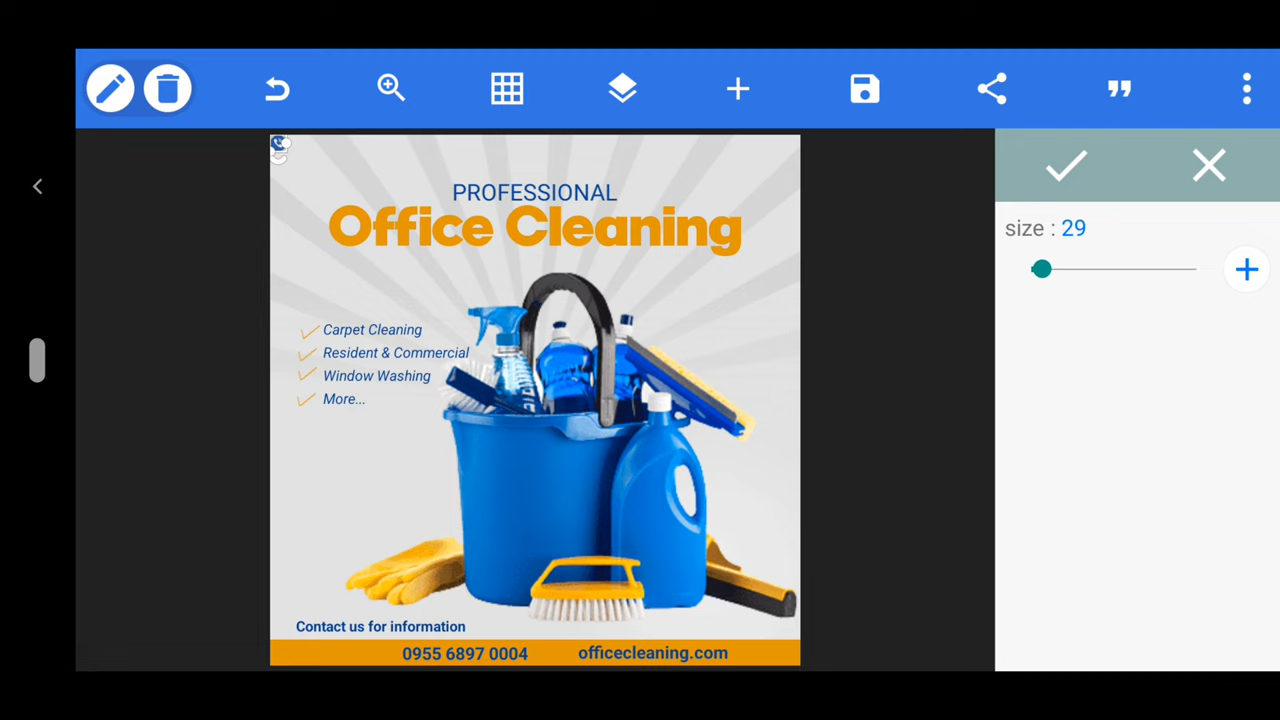 size : 29
PROFESSIONAL
Office Cleaning
Carpet Cleaning
Resident & Commercial
Window Washing
More...
Contact us for information
0955 6897 0004 officecleaning.com